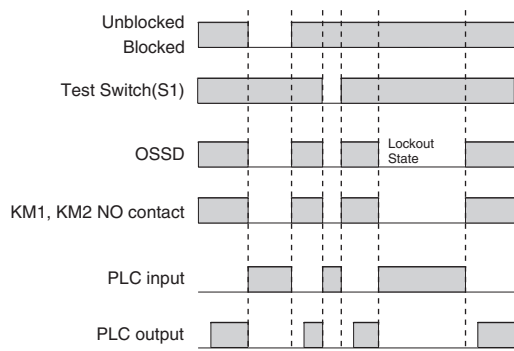 Unblocked
Blocked
Test Switch(S1)
OSSD
Lockout
State
KM1, KM2 NO contact
PLC input
PLC output